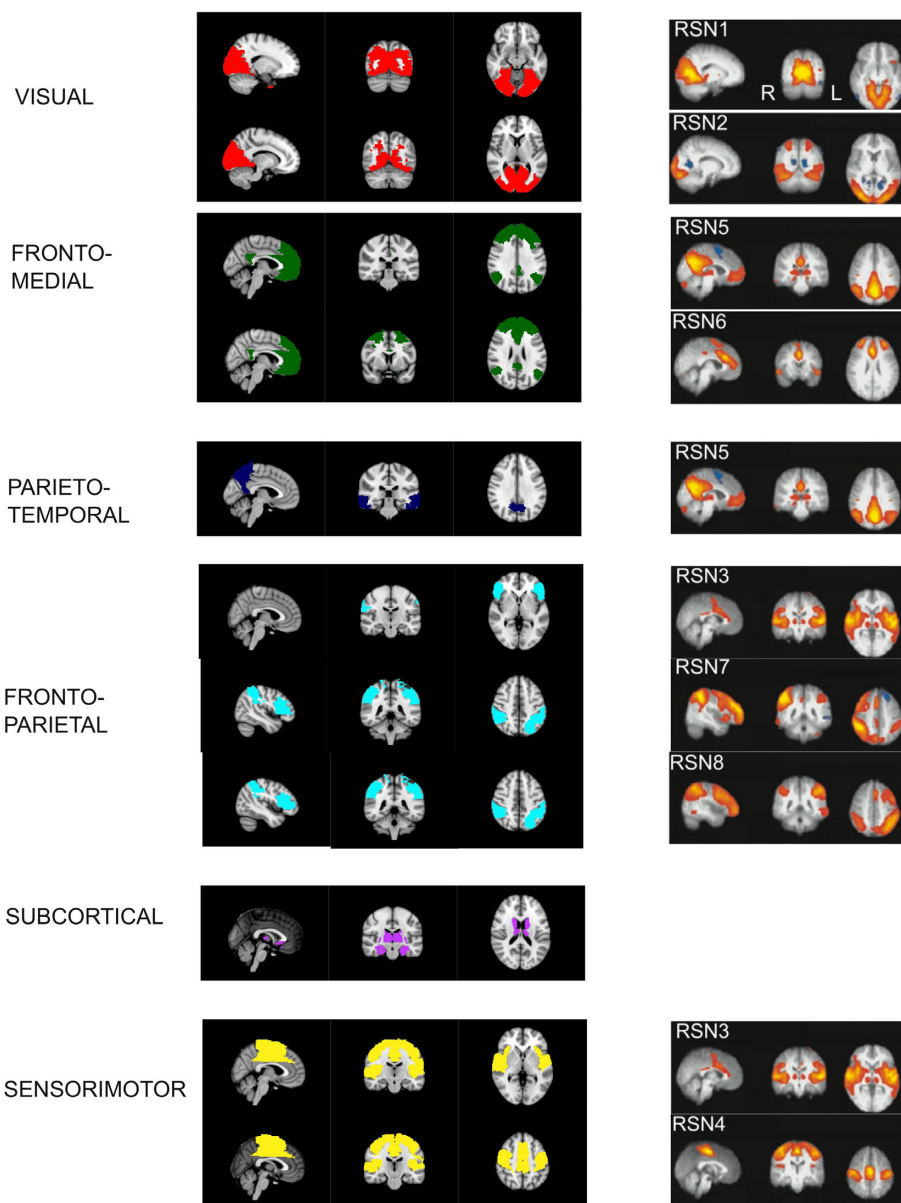 RSN1
VISUAL
R L
RSN2
FRONTO-
MEDIAL
RSN5
RSN6
PARIETO-
TEMPORAL
RSN5
RSN3
FRONTO-
PARIETAL
RSN7
RSN8
SUBCORTICAL
SENSORIMOTOR
RSN3
RSN4